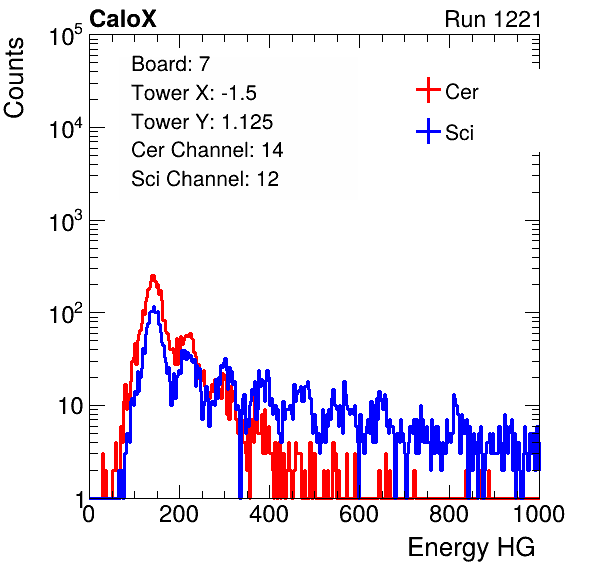 CaloX Run 1221
Counts
Board: 7
Tower X: -1.5
Tower Y: 1.125
Cer Channel: 14
Sci Channel: 12
Cer
Sci
10^5
10^4
10^3
10^2
10
1
0 200 400 600 800 1000
Energy HG